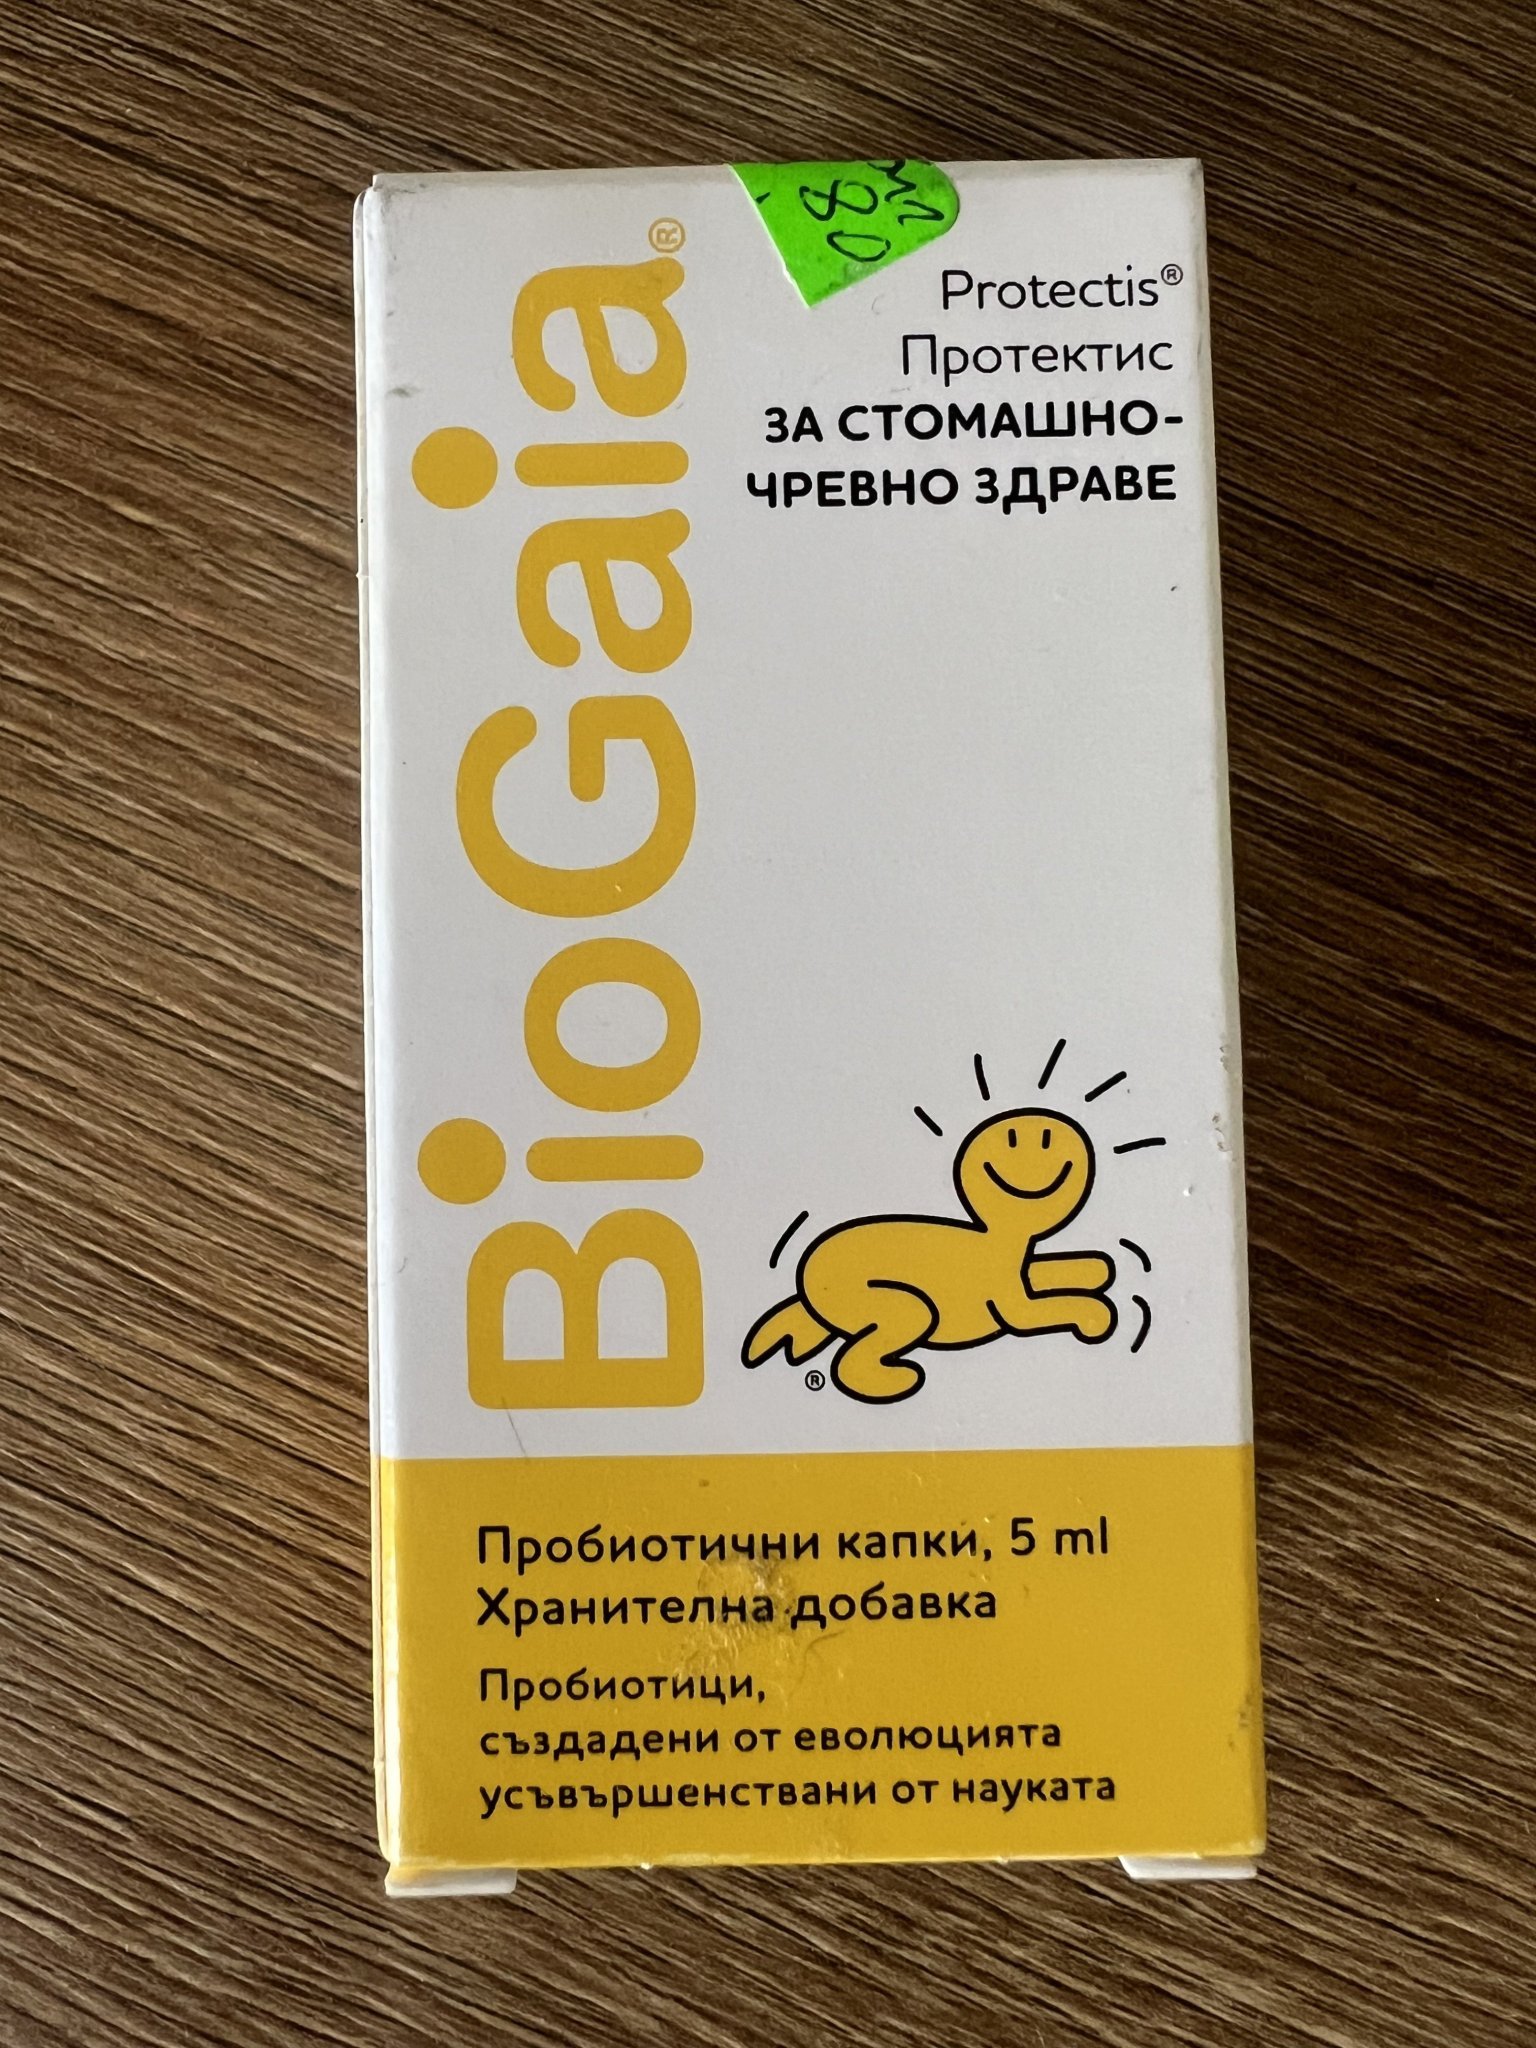 BioGaia®
Protectis®
Протектис
ЗА СТОМАШНО-
ЧРЕВНО ЗДРАВЕ
®
Пробиотични капки, 5 ml
Хранителна добавка
Пробиотици,
създадени от еволюцията
усъвършенствани от науката